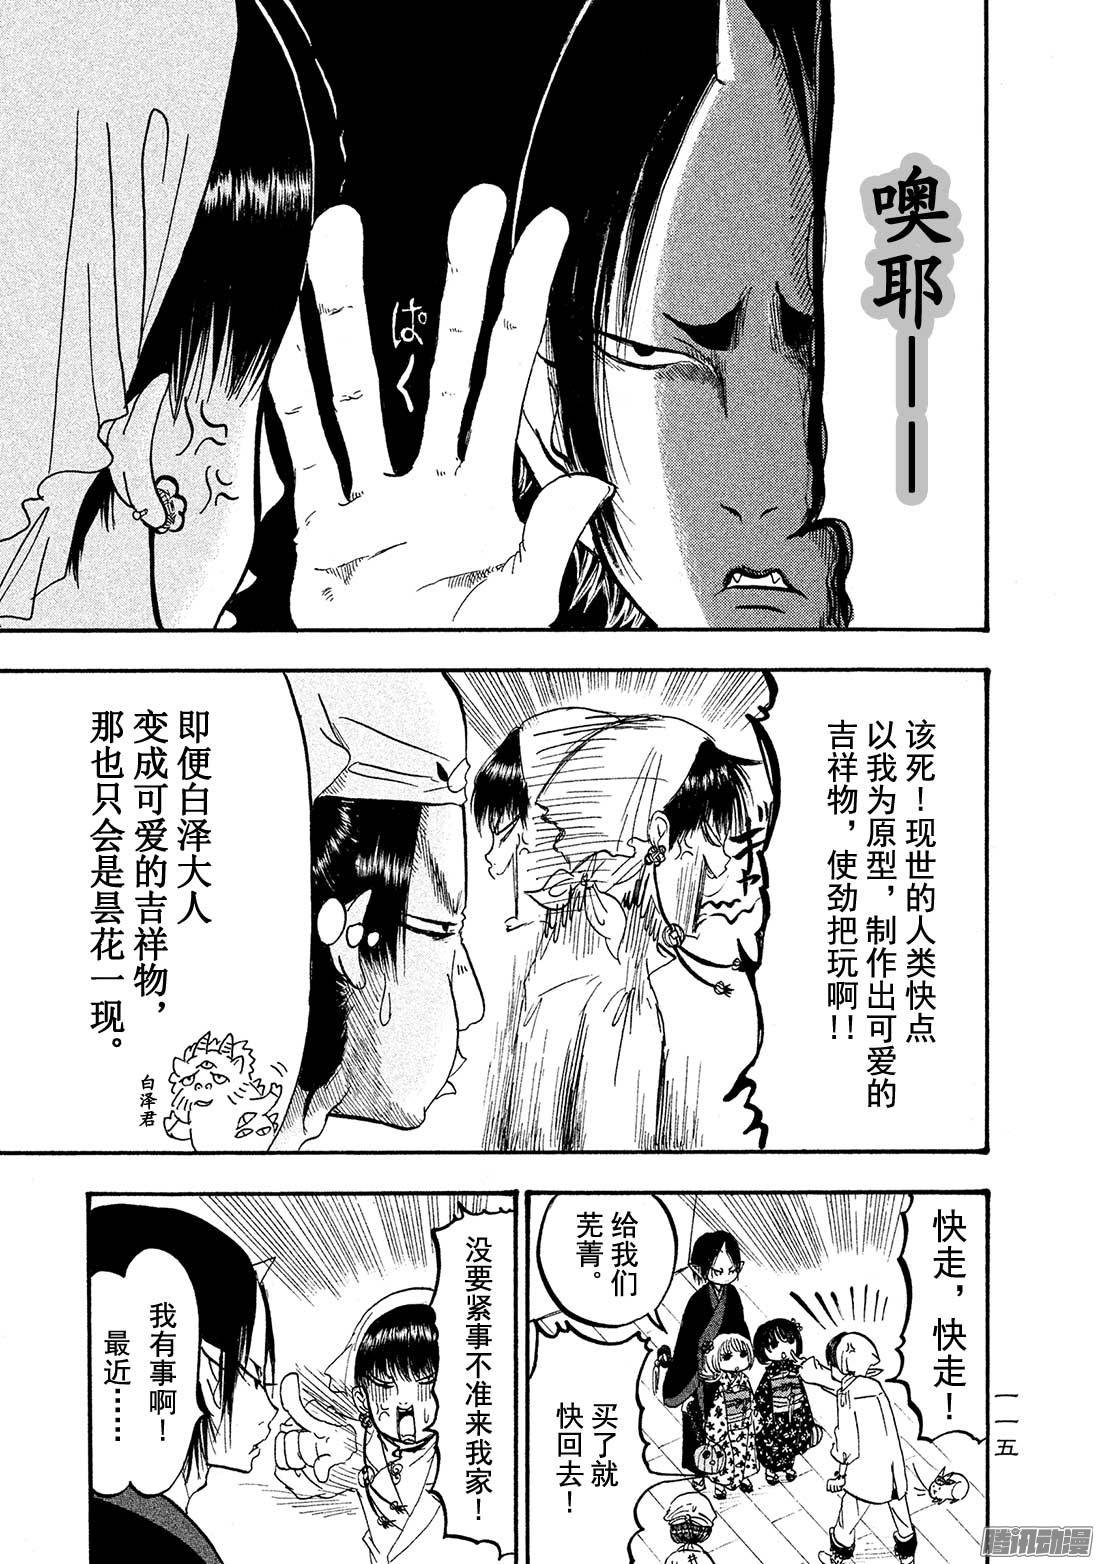 噢耶——
ぱく
该死！现世的人类快点
以我为原型，制作出可爱的
吉祥物，使劲把玩啊!!
即便白泽大人
变成可爱的吉祥物，
那也只会是昙花一现。
白泽君
快走，快走！
给我们
芜菁。
买了就
快回去！
没要紧事不准来我家！
我有事啊！
最近……
一一五
腾讯动漫